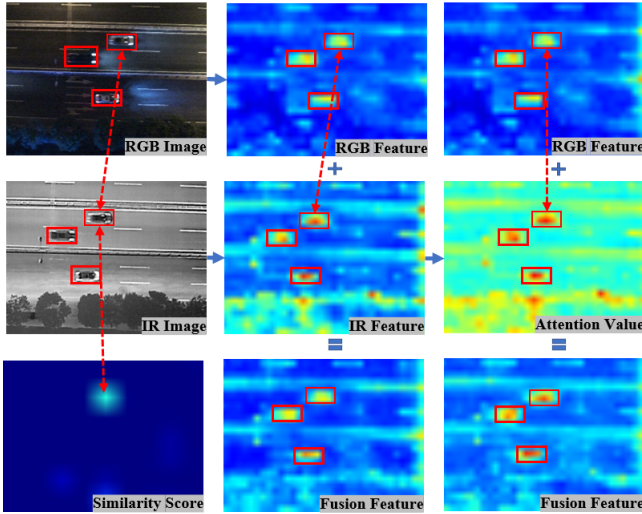 RGB Image
RGB Feature
RGB Feature
+
+
IR Image
IR Feature
Attention Value
=
=
Similarity Score
Fusion Feature
Fusion Feature